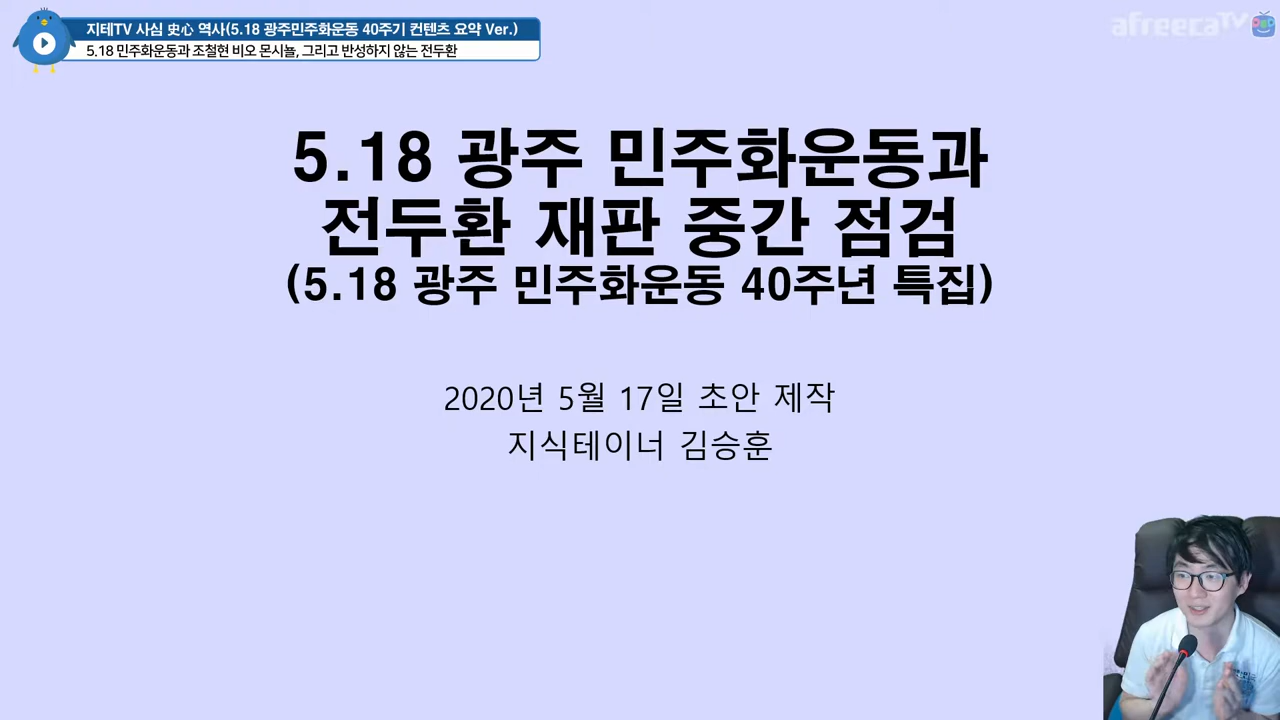 지테TV 사심 史心 역사(5.18 광주민주화운동 40주기 컨텐츠 요약 Ver.)
5.18 민주화운동과 조철현 비오 몬시뇰, 그리고 반성하지 않는 전두환
afreecaTV
5.18 광주 민주화운동과
전두환 재판 중간 점검
(5.18 광주 민주화운동 40주년 특집)
2020년 5월 17일 초안 제작
지식테이너 김승훈